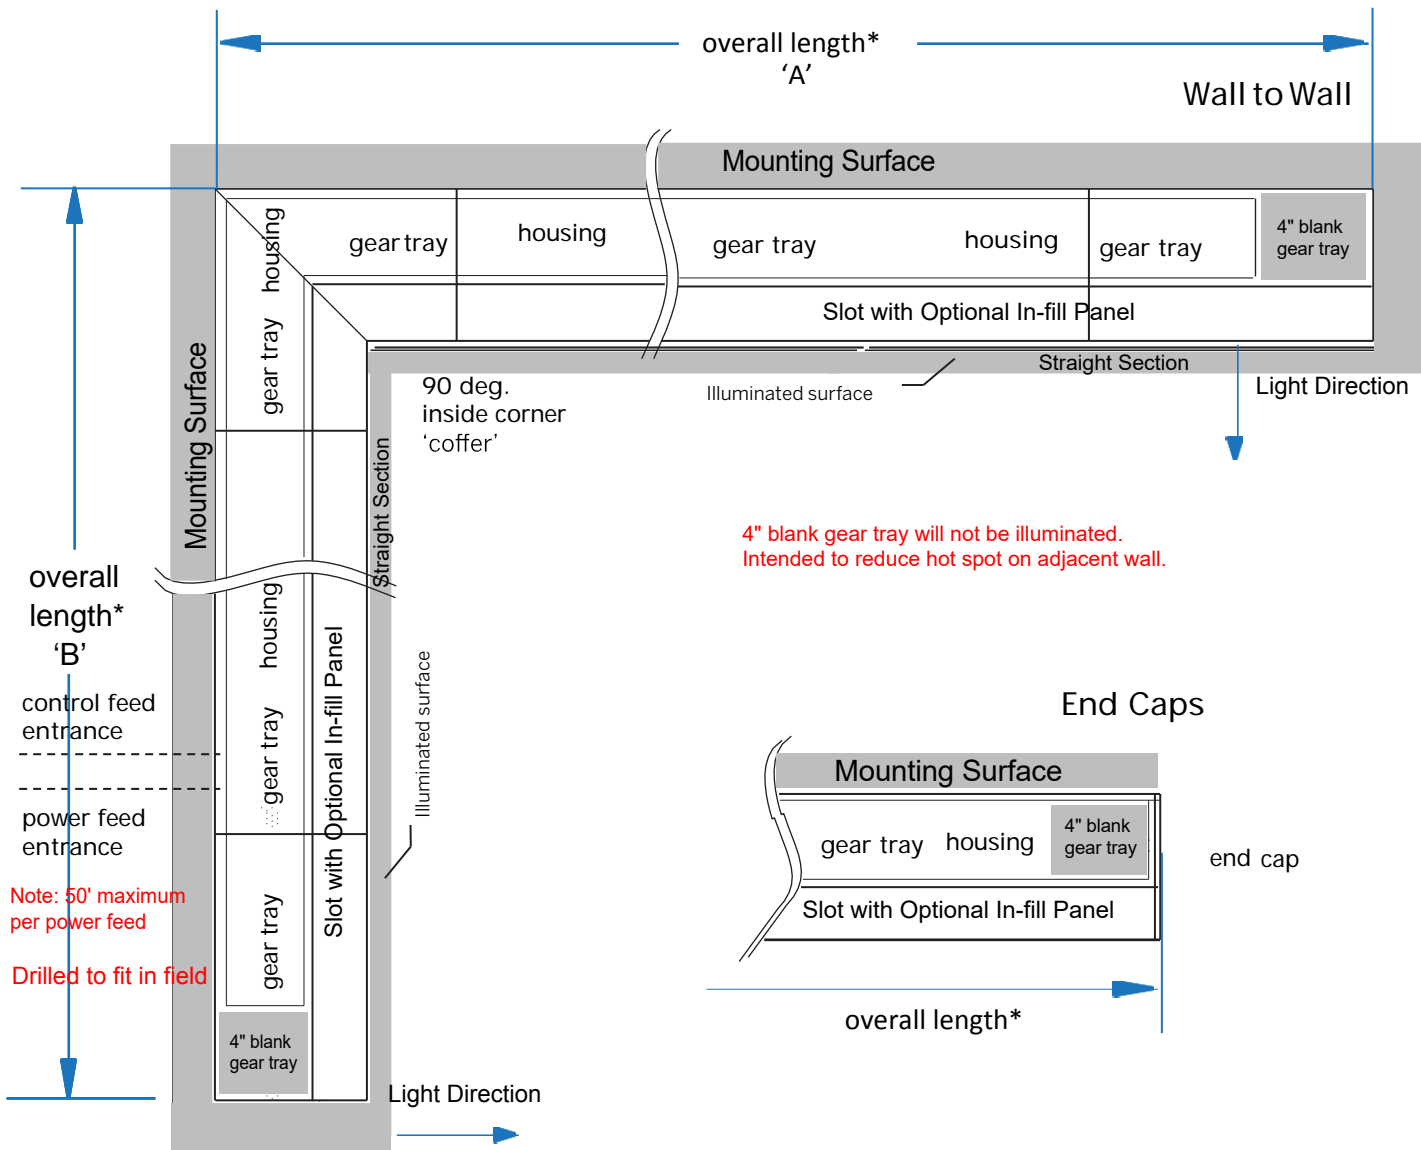 overall length*
‘A’
Wall to Wall
Mounting Surface
housing
gear tray
gear tray
housing
gear tray
housing
gear tray
4" blank
gear tray
Slot with Optional In-fill Panel
Straight Section
Illuminated surface
Light Direction
90 deg.
inside corner
‘coffer’
Mounting Surface
Straight Section
4" blank gear tray will not be illuminated.
Intended to reduce hot spot on adjacent wall.
overall
length*
‘B’
housing
gear tray
Slot with Optional In-fill Panel
Illuminated surface
control feed
entrance
power feed
entrance
Note: 50' maximum
per power feed
Drilled to fit in field
gear tray
4" blank
gear tray
Light Direction
End Caps
Mounting Surface
gear tray
housing
4" blank
gear tray
end cap
Slot with Optional In-fill Panel
overall length*